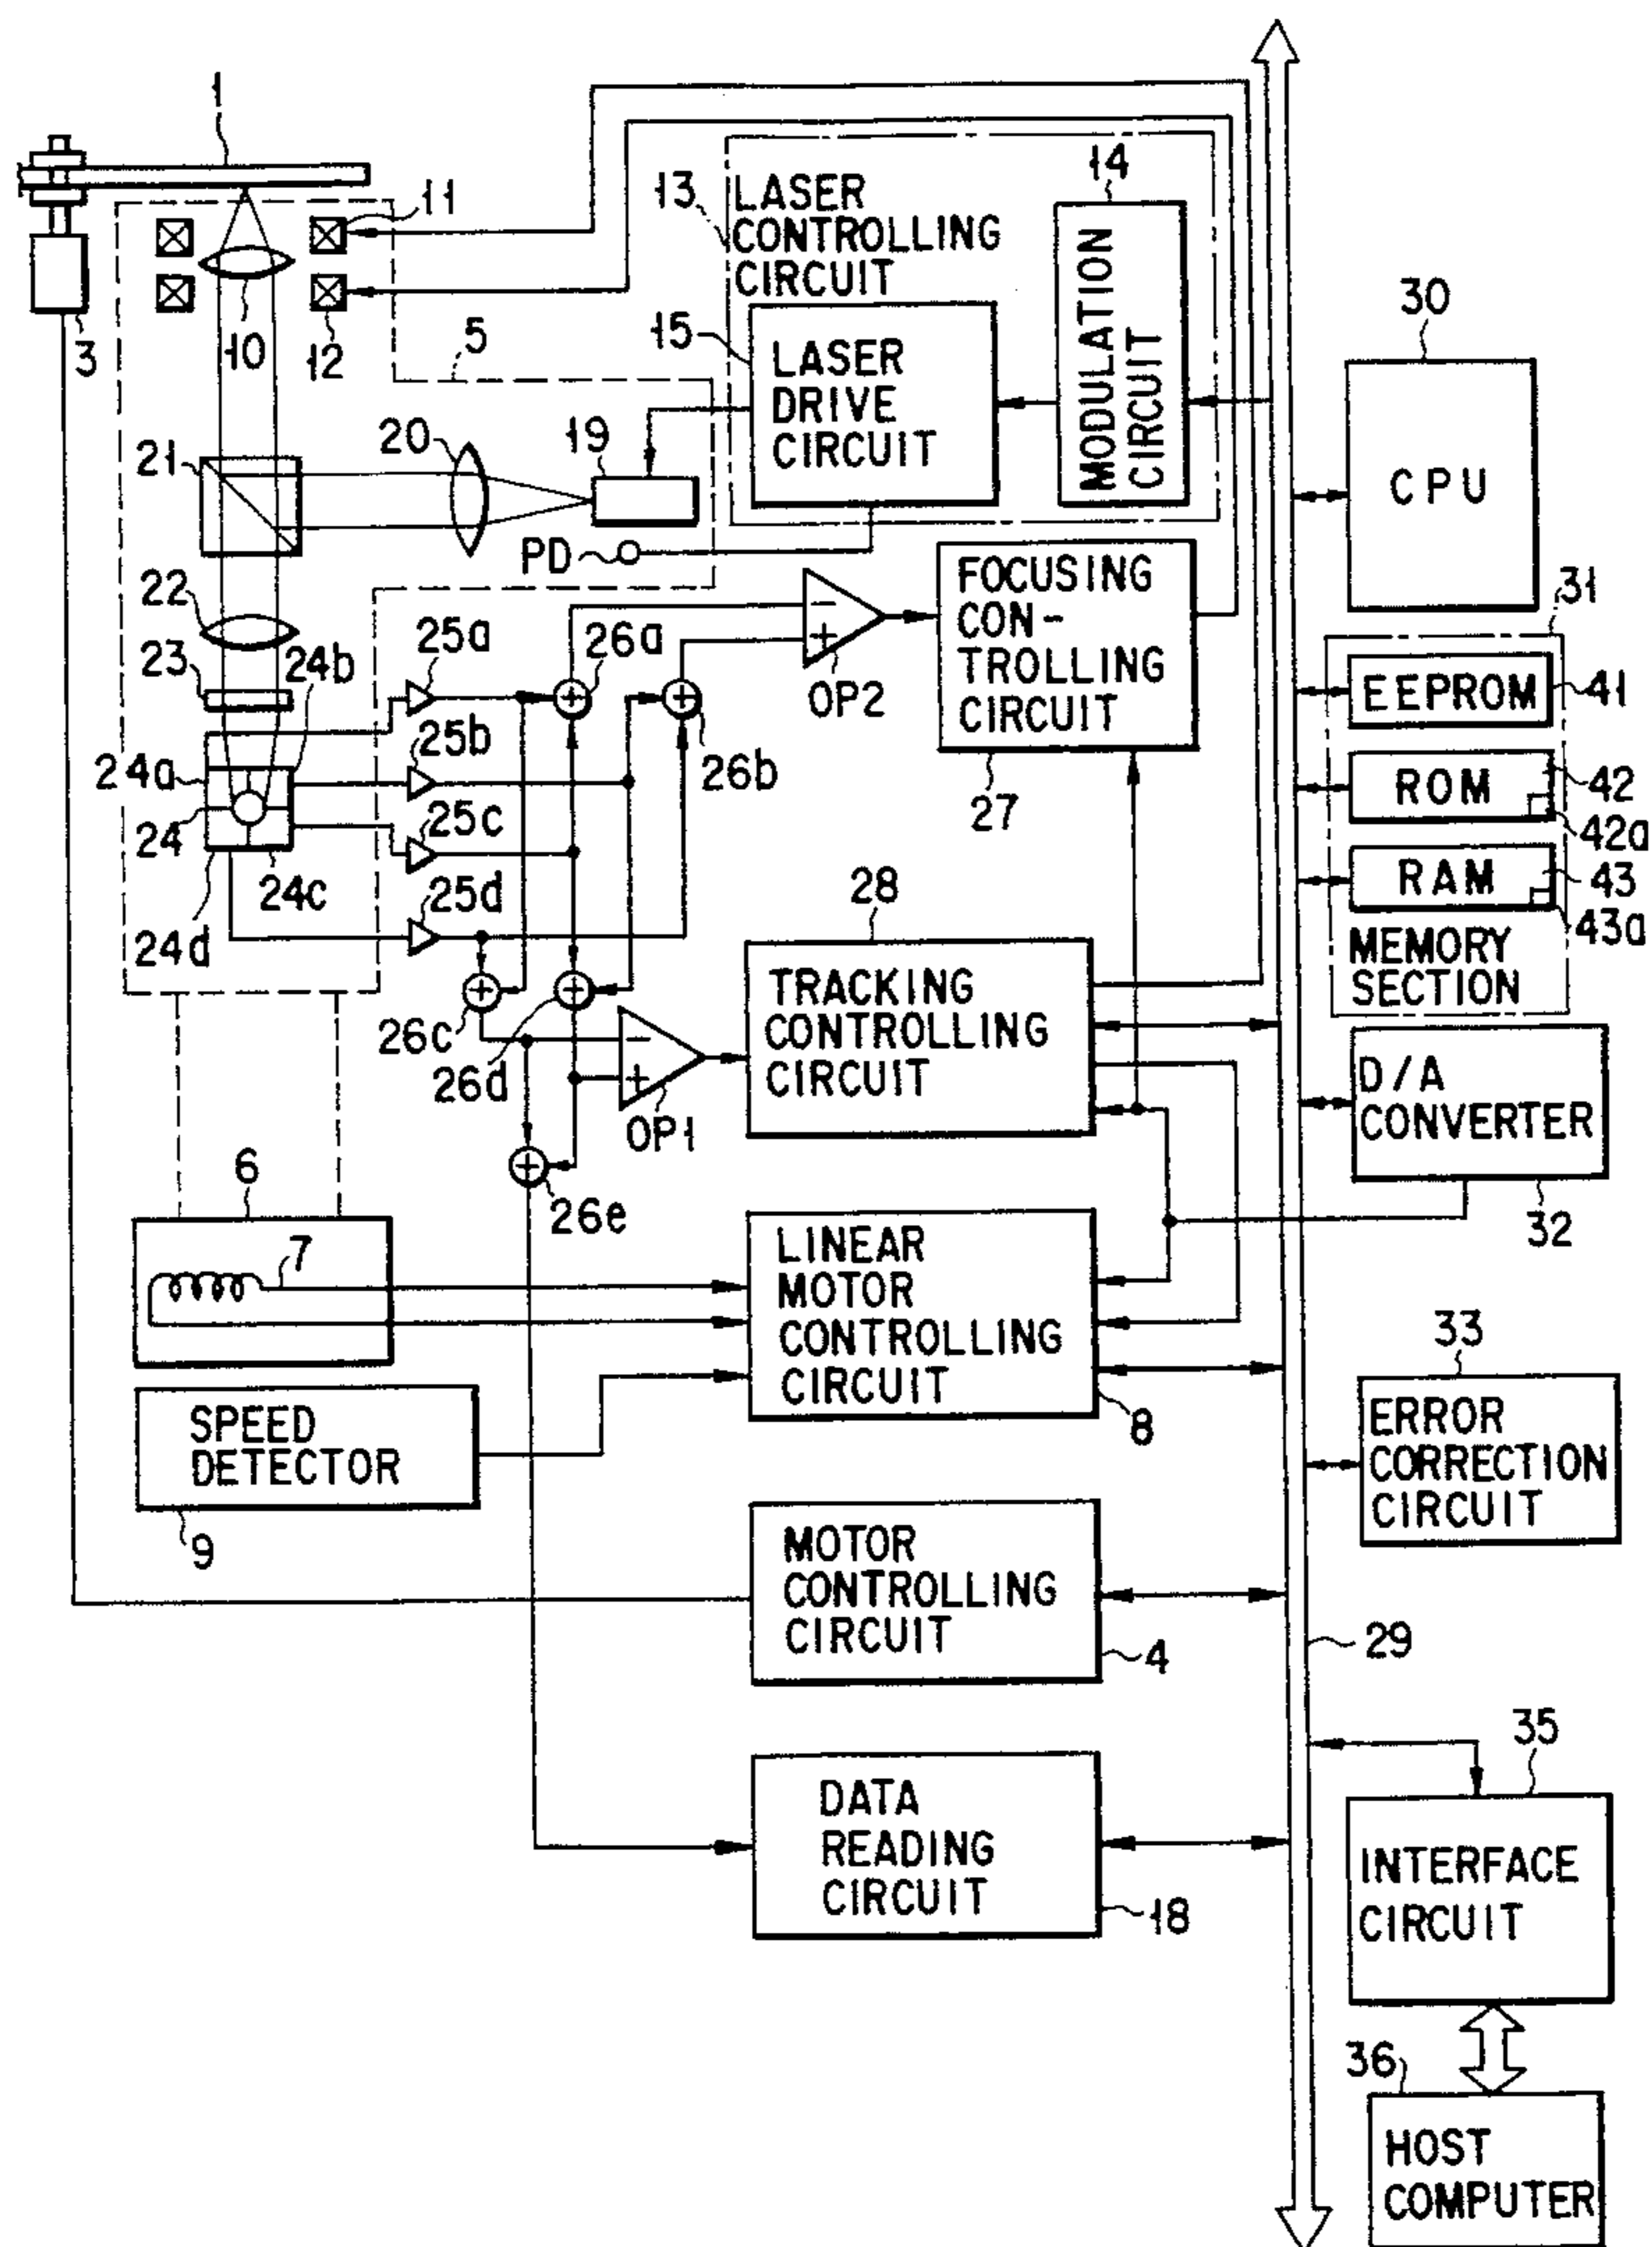 1
11
13
LASER
CONTROLLING
CIRCUIT
14
MODULATION
CIRCUIT
3
10
12
5
15
LASER
DRIVE
CIRCUIT
30
CPU
21
20
19
PD
22
23
24b
25a
26a
OP2
−
+
FOCUSING
CON-
TROLLING
CIRCUIT
27
31
EEPROM
41
ROM
42
42a
RAM
43
43a
MEMORY
SECTION
24a
24
24c
24d
25b
25c
25d
26b
26c
26d
−
+
OP1
28
TRACKING
CONTROLLING
CIRCUIT
D/A
CONVERTER
32
26e
6
7
LINEAR
MOTOR
CONTROLLING
CIRCUIT
8
33
ERROR
CORRECTION
CIRCUIT
SPEED
DETECTOR
9
MOTOR
CONTROLLING
CIRCUIT
4
29
35
DATA
READING
CIRCUIT
18
INTERFACE
CIRCUIT
36
HOST
COMPUTER